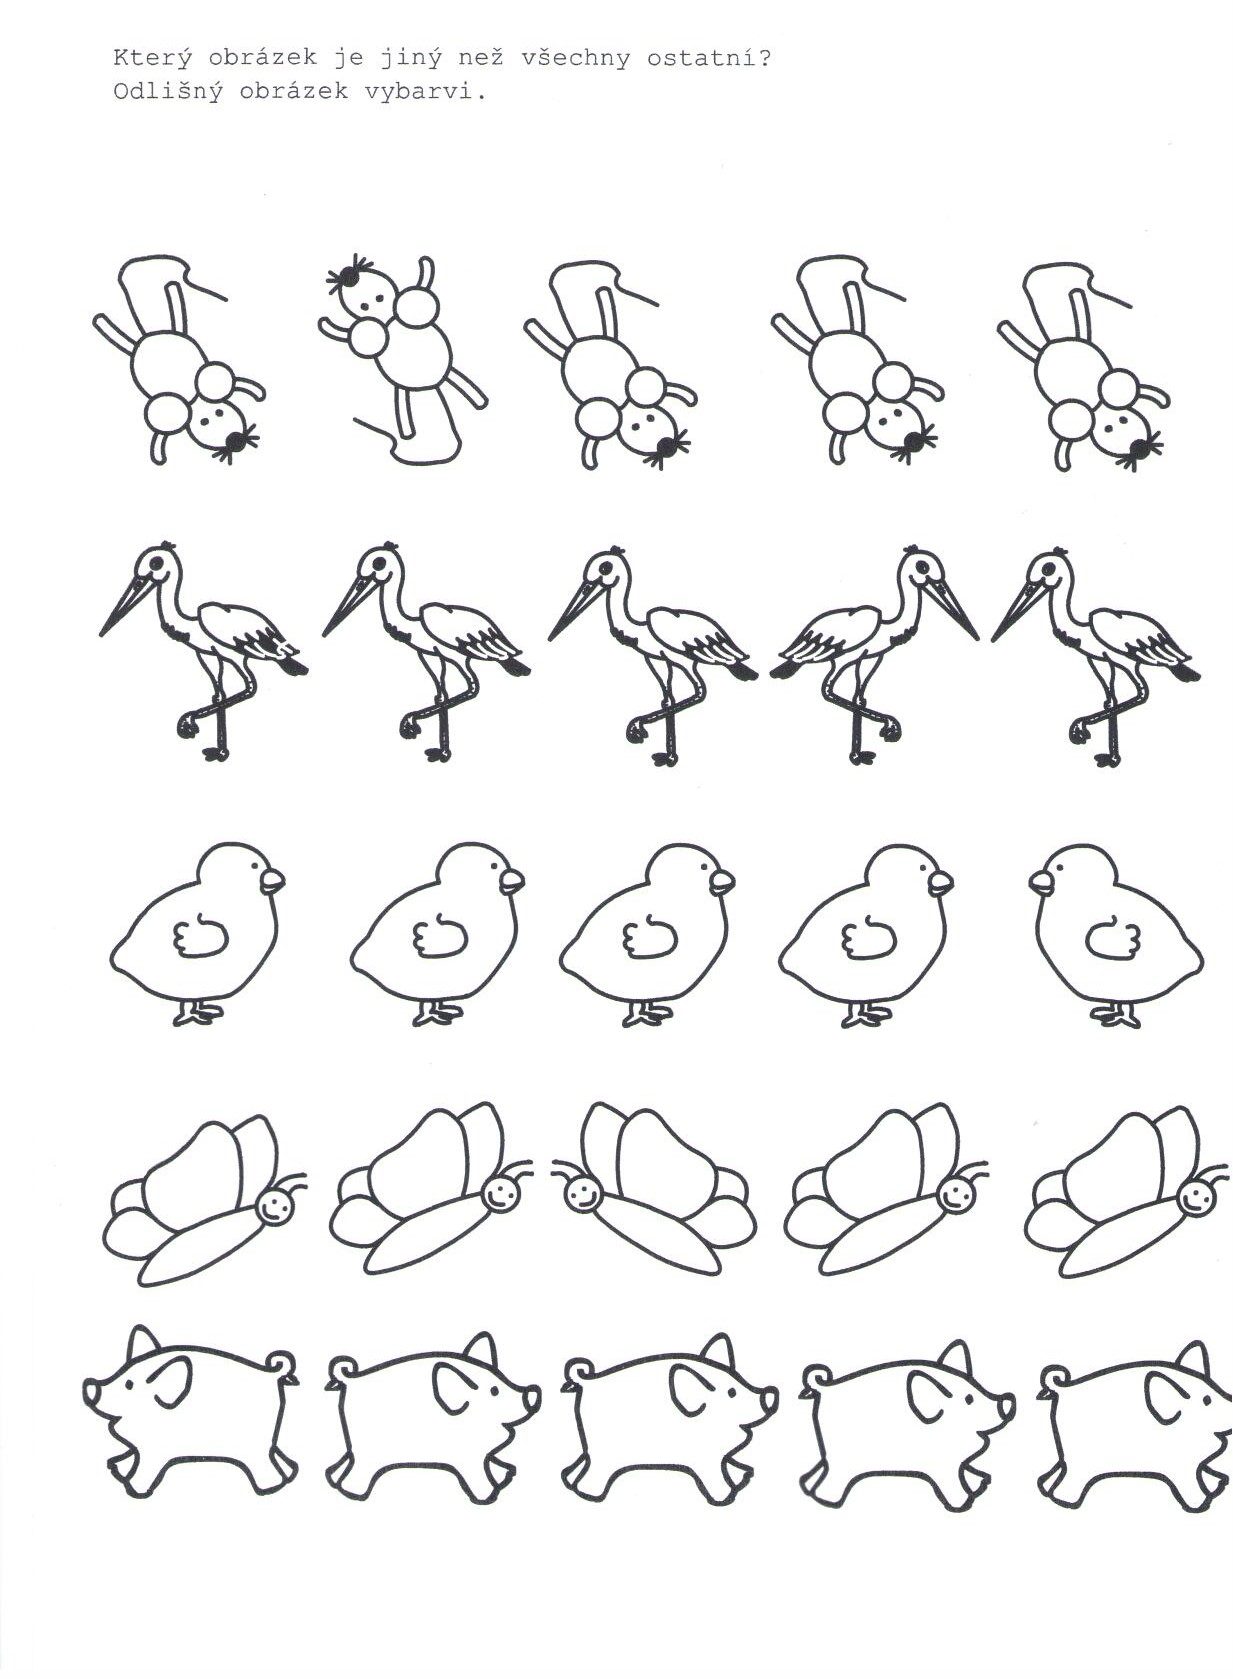 Který obrázek je jiný než všechny ostatní?
Odlišný obrázek vybarvi.